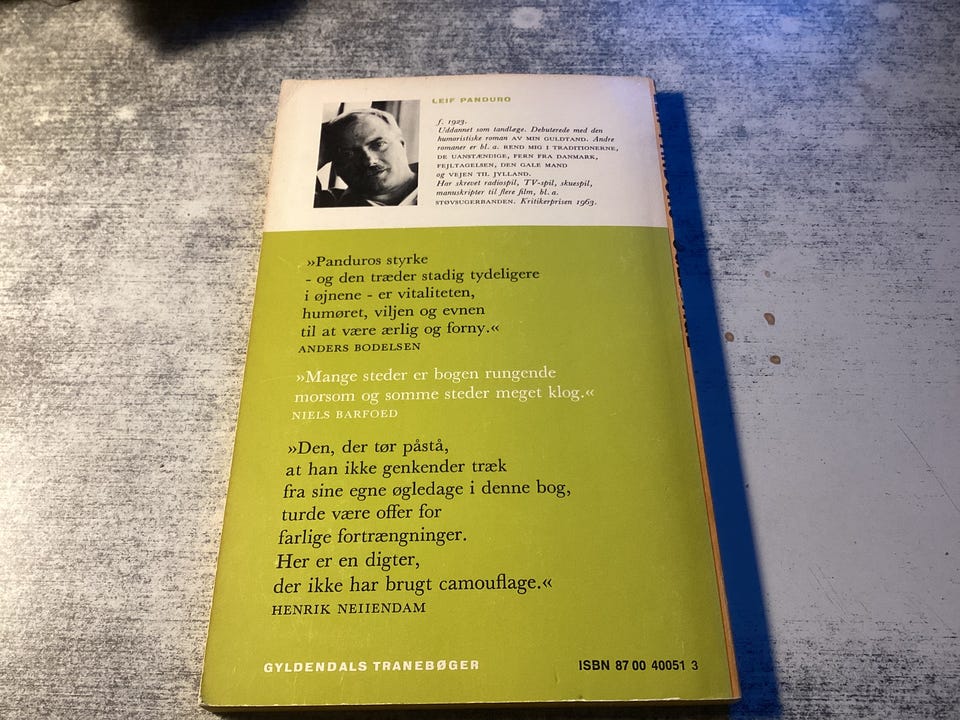 LEIF PANDURO
f. 1923.
Uddannet som tandlæge. Debuterede med den
humoristiske roman AV MIN GULDTAND. Andre
romaner er bl. a. REND MIG I TRADITIONERNE,
DE UANSTÆNDIGE, FERN FRA DANMARK,
FEJLTAGELSEN, DEN GALE MAND
og VEJEN TIL JYLLAND.
Har skrevet radiospil, TV-spil, skuespil,
manuskripter til flere film, bl. a.
STØVSUGERBANDEN. Kritikerprisen 1963.
»Panduros styrke
- og den træder stadig tydeligere
i øjnene - er vitaliteten,
humøret, viljen og evnen
til at være ærlig og forny.«
ANDERS BODELSEN
»Mange steder er bogen rungende
morsom og somme steder meget klog.«
NIELS BARFOED
»Den, der tør påstå,
at han ikke genkender træk
fra sine egne øgledage i denne bog,
turde være offer for
farlige fortrængninger.
Her er en digter,
der ikke har brugt camouflage.«
HENRIK NEIIENDAM
GYLDENDALS TRANEBØGER
ISBN 87 00 40051 3